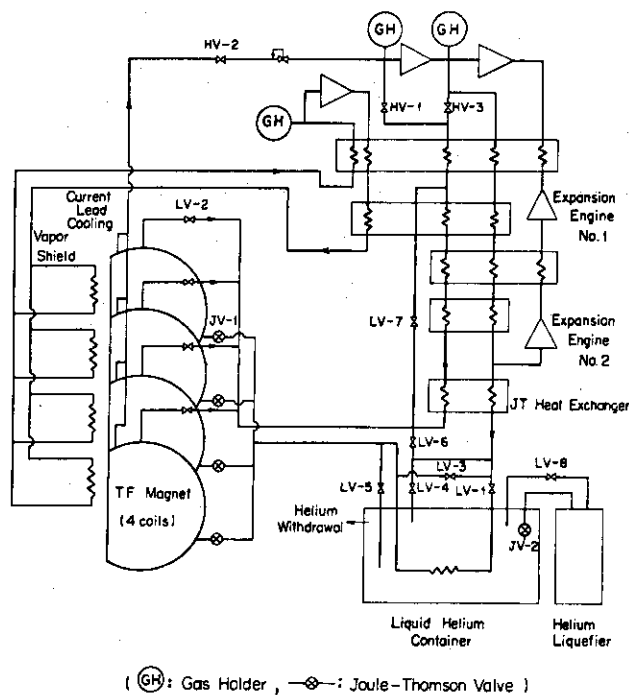 GH
GH
HV-2
HV-1
HV-3
GH
Current
Lead
Cooling
LV-2
Vapor
Shield
Expansion
Engine
No.1
JV-1
LV-7
Expansion
Engine
No.2
JT Heat Exchanger
LV-6
LV-3
LV-8
LV-5
LV-4
LV-1
TF Magnet
(4 coils)
Helium
Withdrawal
JV-2
Liquid Helium
Container
Helium
Liquefier
( GH : Gas Holder , : Joule-Thomson Valve )